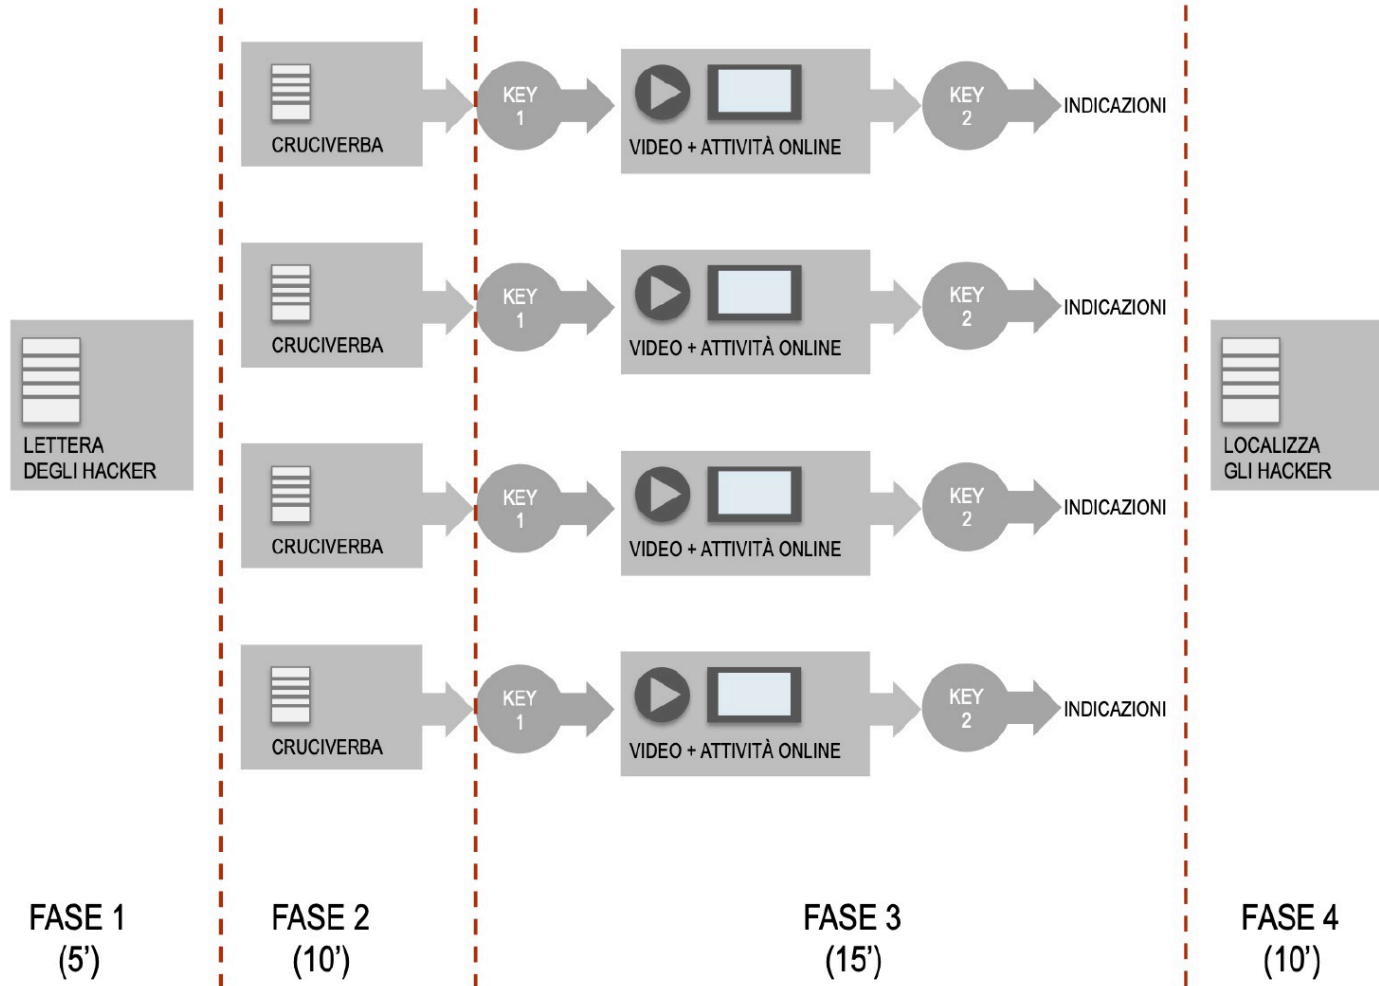 CRUCIVERBA
KEY
1
VIDEO + ATTIVITÀ ONLINE
KEY
2
INDICAZIONI
CRUCIVERBA
KEY
1
VIDEO + ATTIVITÀ ONLINE
KEY
2
INDICAZIONI
LETTERA
DEGLI HACKER
CRUCIVERBA
KEY
1
VIDEO + ATTIVITÀ ONLINE
KEY
2
INDICAZIONI
LOCALIZZA
GLI HACKER
CRUCIVERBA
KEY
1
VIDEO + ATTIVITÀ ONLINE
KEY
2
INDICAZIONI
FASE 1
(5’)
FASE 2
(10’)
FASE 3
(15’)
FASE 4
(10’)